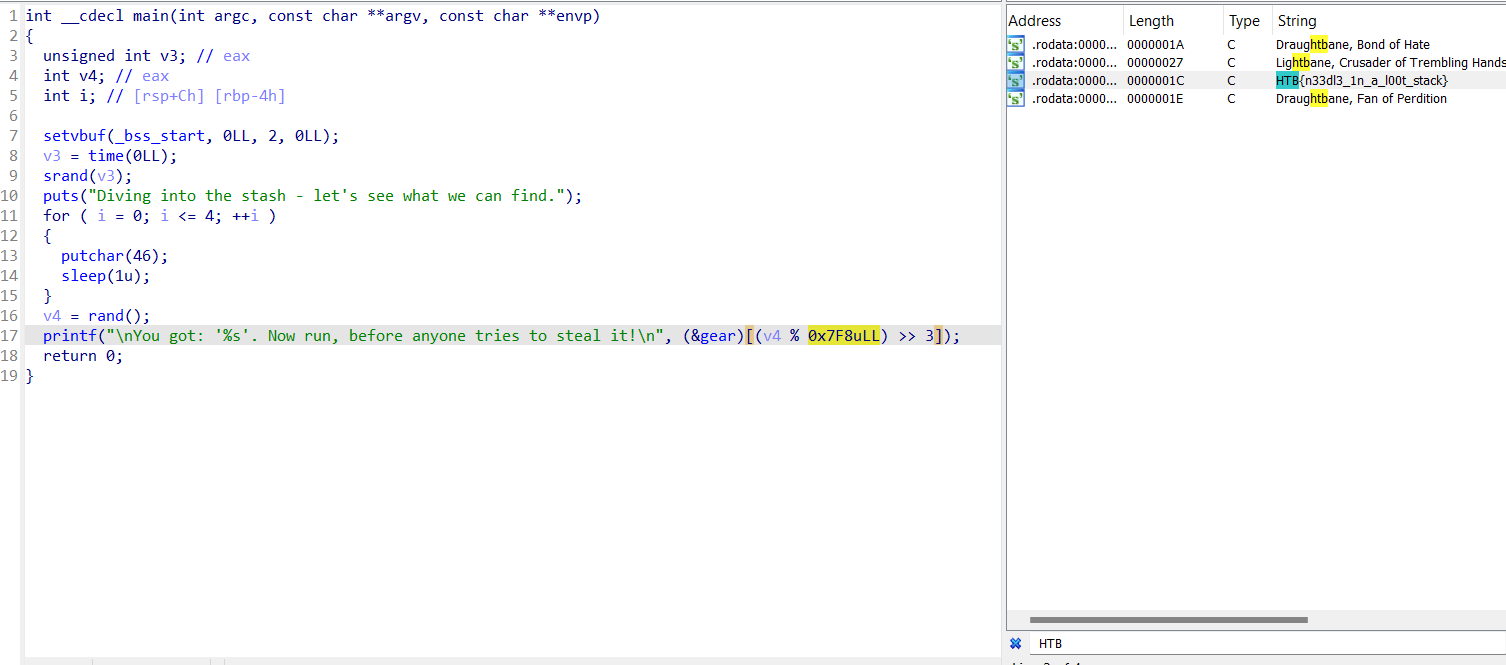 1 int __cdecl main(int argc, const char **argv, const char **envp)
2 {
3 unsigned int v3; // eax
4 int v4; // eax
5 int i; // [rsp+Ch] [rbp-4h]
6
7 setvbuf(_bss_start, 0LL, 2, 0LL);
8 v3 = time(0LL);
9 srand(v3);
10 puts("Diving into the stash - let's see what we can find.");
11 for ( i = 0; i <= 4; ++i )
12 {
13 putchar(46);
14 sleep(1u);
15 }
16 v4 = rand();
17 printf("\nYou got: '%s'. Now run, before anyone tries to steal it!\n", (&gear)[(v4 % 0x7F8uLL) >> 3]);
18 return 0;
19 }
Address Length Type String
's' .rodata:0000... 0000001A C Draughtbane, Bond of Hate
's' .rodata:0000... 00000027 C Lightbane, Crusader of Trembling Hands
's' .rodata:0000... 0000001C C HTB{n33dl3_1n_a_l00t_stack}
's' .rodata:0000... 0000001E C Draughtbane, Fan of Perdition
HTB